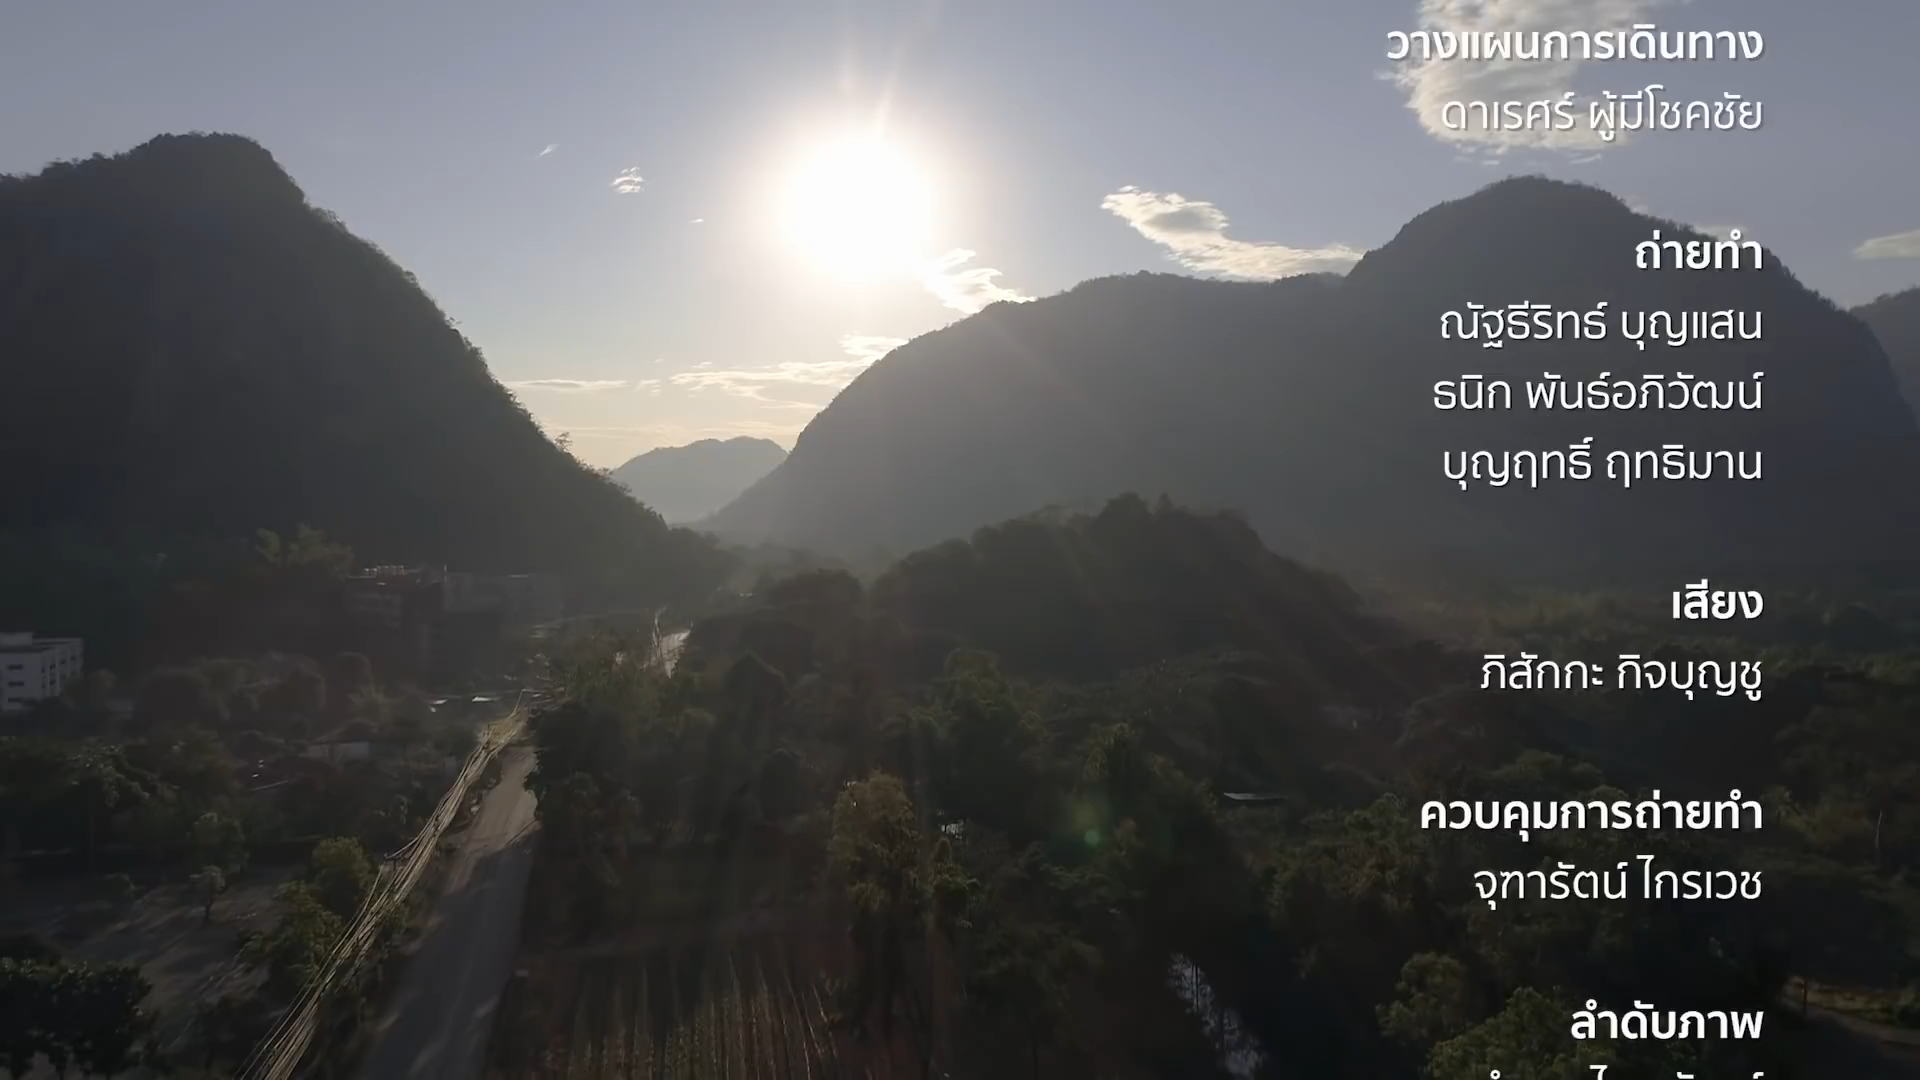 วางแผนการเดินทาง
ดาเรศร์ ผู้มีโชคชัย
ถ่ายทำ
ณัฐธีริทธ์ บุญแสน
ธนิก พันธ์อภิวัฒน์
บุญฤทธิ์ ฤทธิมาน
เสียง
ภิสักกะ กิจบุญชู
ควบคุมการถ่ายทำ
จุฑารัตน์ ไกรเวช
ลำดับภาพ